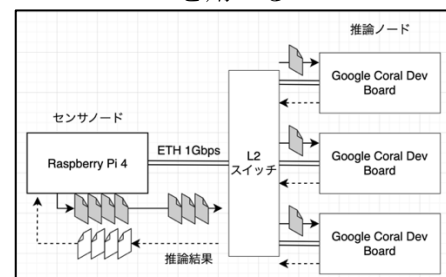 推論ノード
Google Coral Dev
Board
センサノード
ETH 1Gbps
Raspberry Pi 4
L2
スイッチ
Google Coral Dev
Board
Google Coral Dev
Board
推論結果